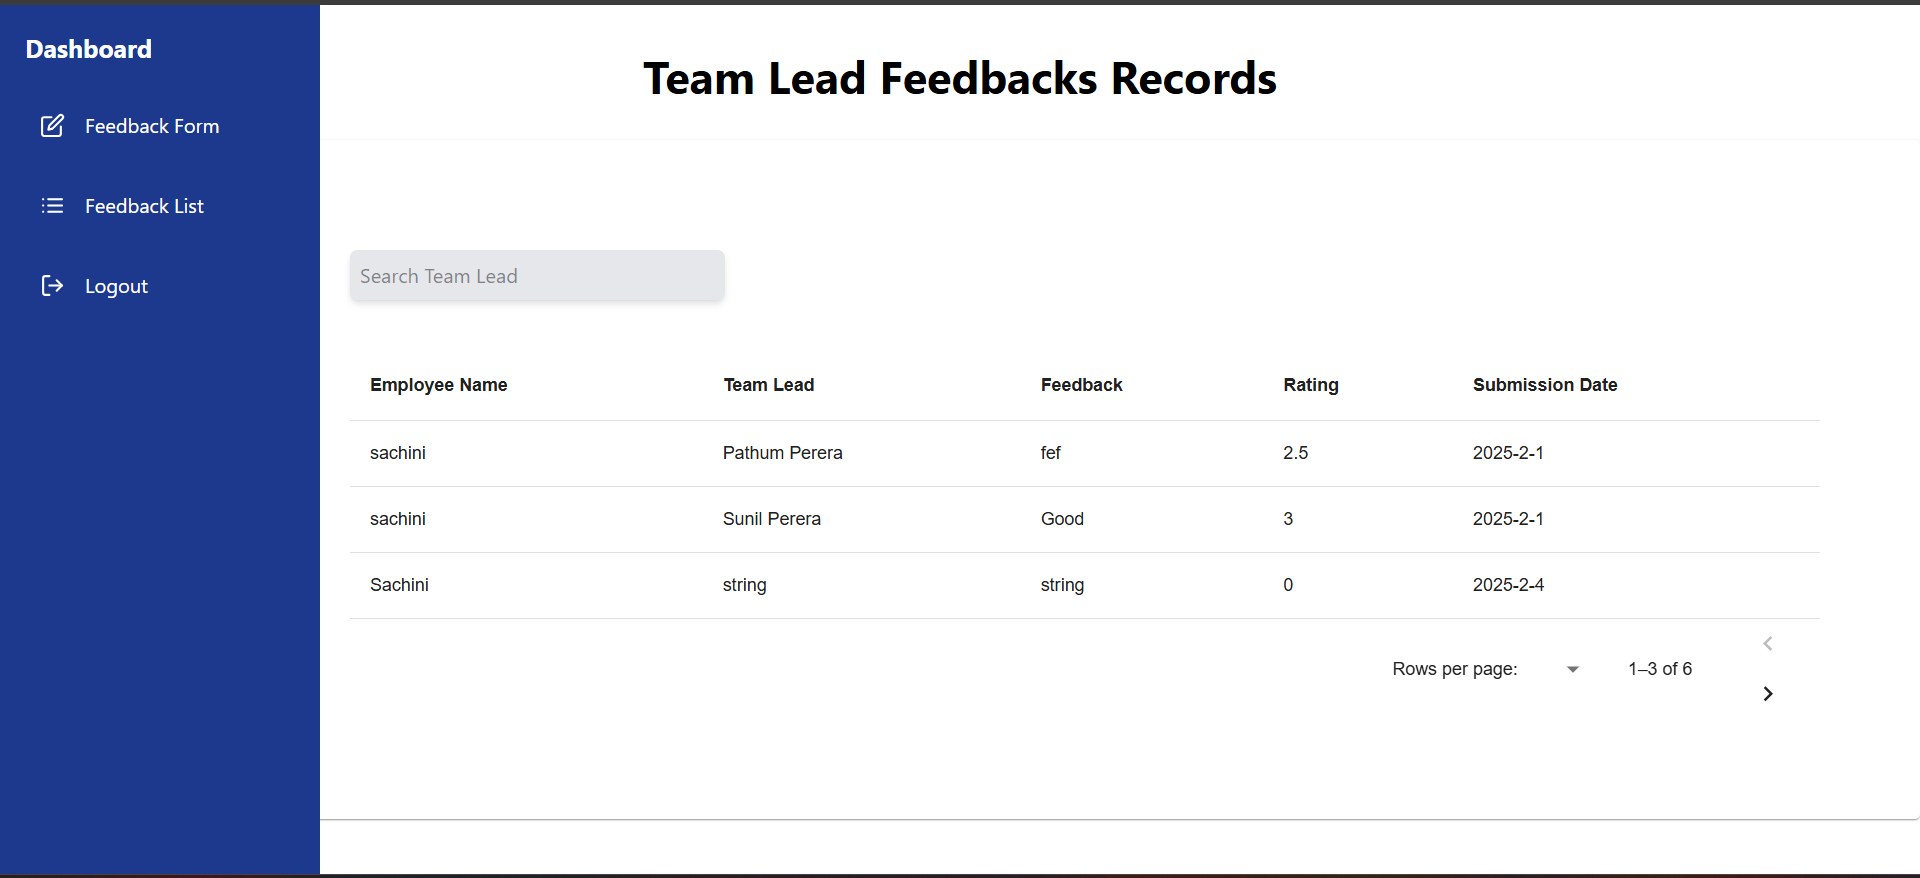 Dashboard
Feedback Form
Feedback List
Logout
Team Lead Feedbacks Records
Search Team Lead
Employee Name Team Lead Feedback Rating Submission Date
sachini Pathum Perera fef 2.5 2025-2-1
sachini Sunil Perera Good 3 2025-2-1
Sachini string string 0 2025-2-4
Rows per page: 1–3 of 6